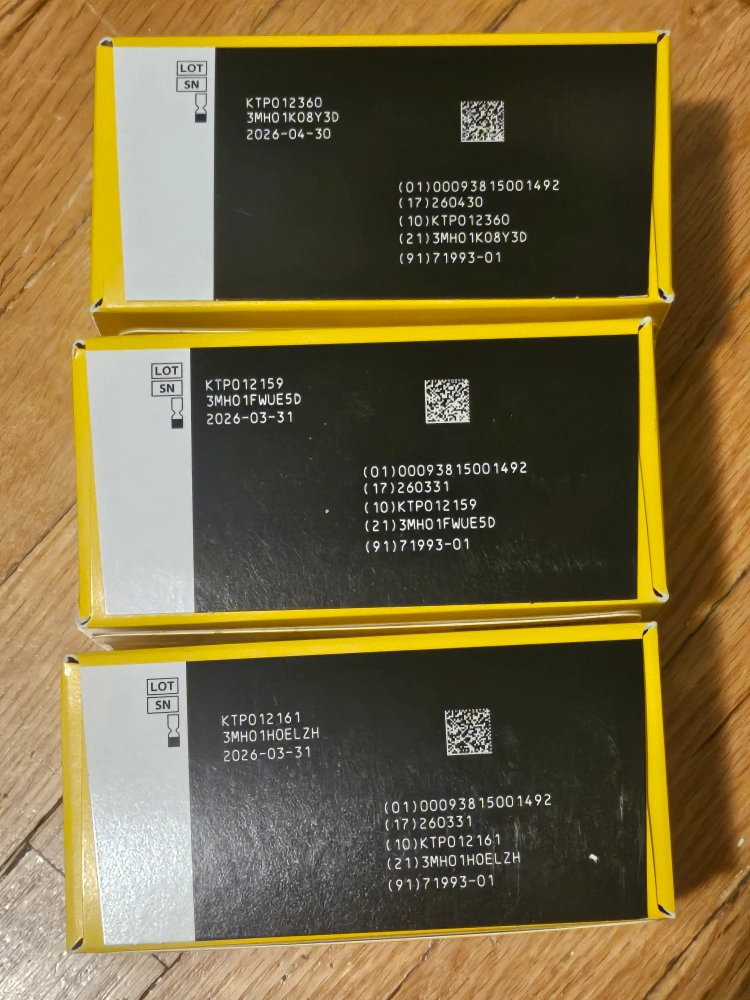 LOT
SN
KTP012360
3MH01K08Y3D
2026-04-30
(01)00093815001492
(17)260430
(10)KTP012360
(21)3MH01K08Y3D
(91)71993-01
LOT
SN
KTP012159
3MH01FWUE5D
2026-03-31
(01)00093815001492
(17)260331
(10)KTP012159
(21)3MH01FWUE5D
(91)71993-01
LOT
SN
KTP012161
3MH01H0ELZH
2026-03-31
(01)00093815001492
(17)260331
(10)KTP012161
(21)3MH01H0ELZH
(91)71993-01